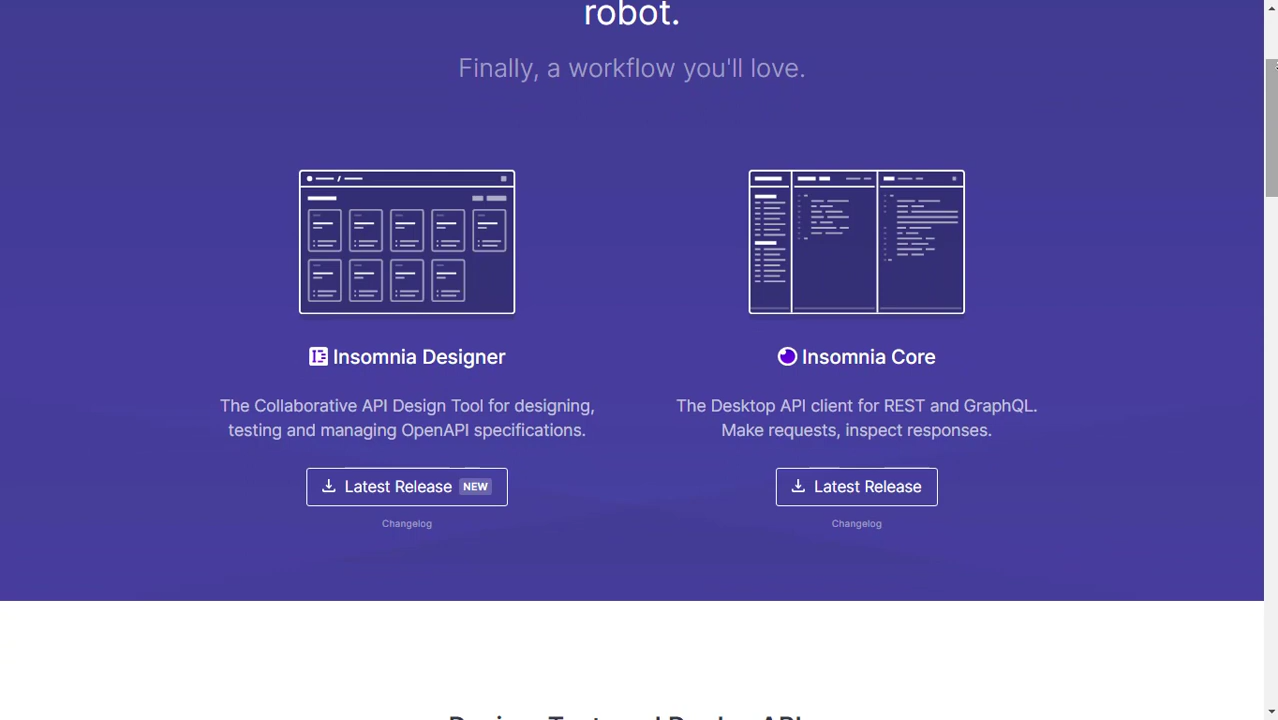 robot.
Finally, a workflow you'll love.
Insomnia Designer
The Collaborative API Design Tool for designing,
testing and managing OpenAPI specifications.
Latest Release NEW
Changelog
Insomnia Core
The Desktop API client for REST and GraphQL.
Make requests, inspect responses.
Latest Release
Changelog